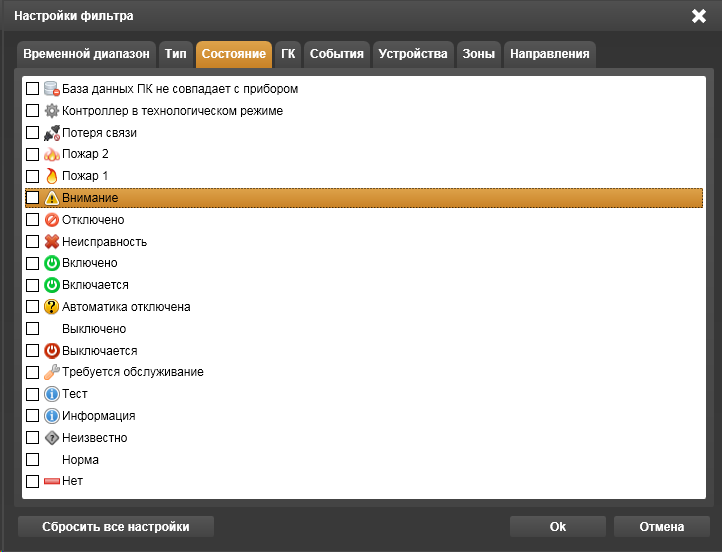 Настройки фильтра
Временной диапазон Тип Состояние ГК События Устройства Зоны Направления
База данных ПК не совпадает с прибором
Контроллер в технологическом режиме
Потеря связи
Пожар 2
Пожар 1
Внимание
Отключено
Неисправность
Включено
Включается
Автоматика отключена
Выключено
Выключается
Требуется обслуживание
Тест
Информация
Неизвестно
Норма
Нет
Сбросить все настройки Ok Отмена